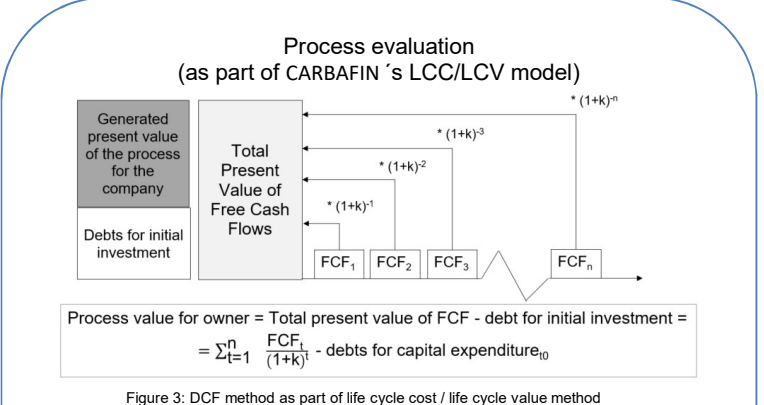 Process evaluation
(as part of CARBAFIN ´s LCC/LCV model)
Generated
present value
of the process
for the
company
Debts for initial
investment
Total
Present
Value of
Free Cash
Flows
* (1+k)⁻ⁿ
* (1+k)⁻³
* (1+k)⁻²
* (1+k)⁻¹
FCF₁
FCF₂
FCF₃
FCFₙ
Process value for owner = Total present value of FCF - debt for initial investment =
= ∑ⁿₜ₌₁ FCFₜ/(1+k)ᵗ - debts for capital expenditureₜ₀
Figure 3: DCF method as part of life cycle cost / life cycle value method